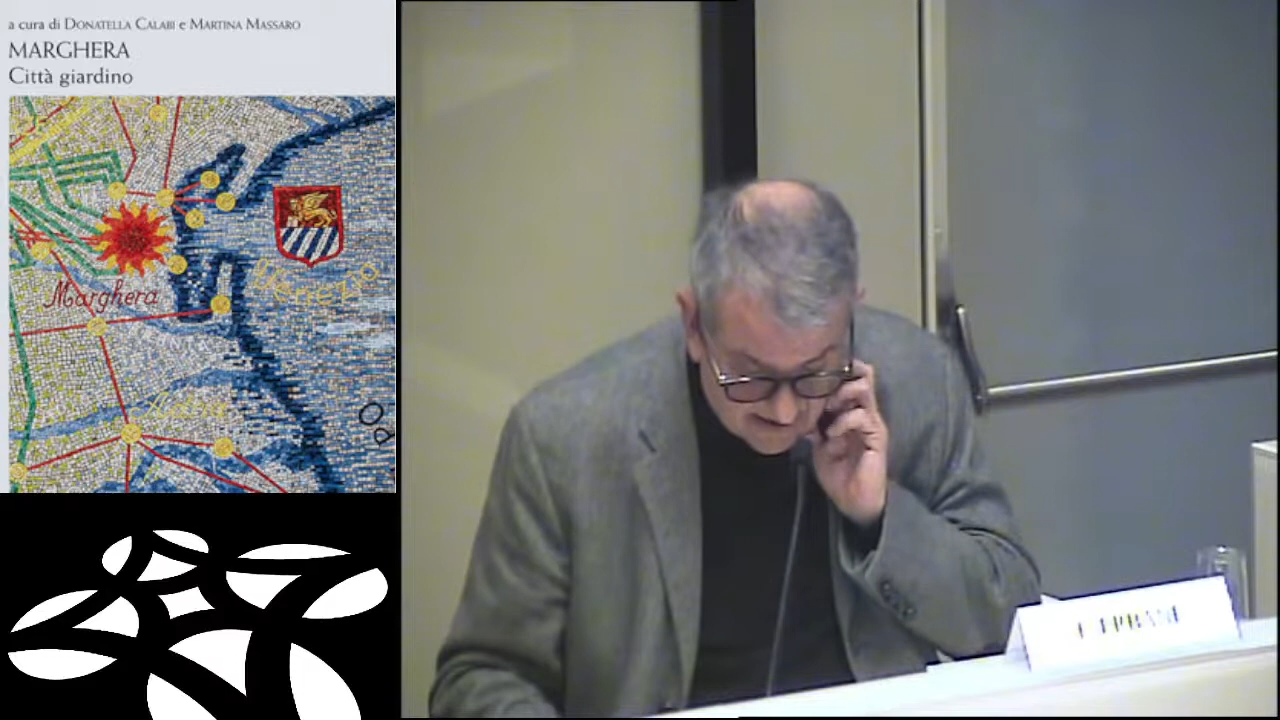 a cura di Donatella Calabi e Martina Massaro
MARGHERA
Città giardino
Marghera
Venezia